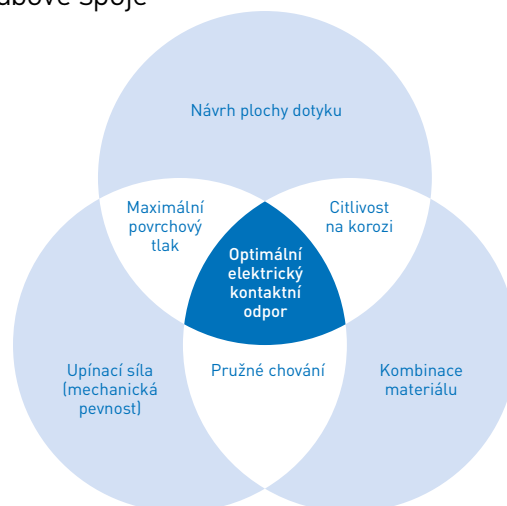 Návrh plochy dotyku
Maximální
povrchový
tlak
Citlivost
na korozi
Optimální
elektrický
kontaktní
odpor
Upínací síla
(mechanická
pevnost)
Pružné chování
Kombinace
materiálu